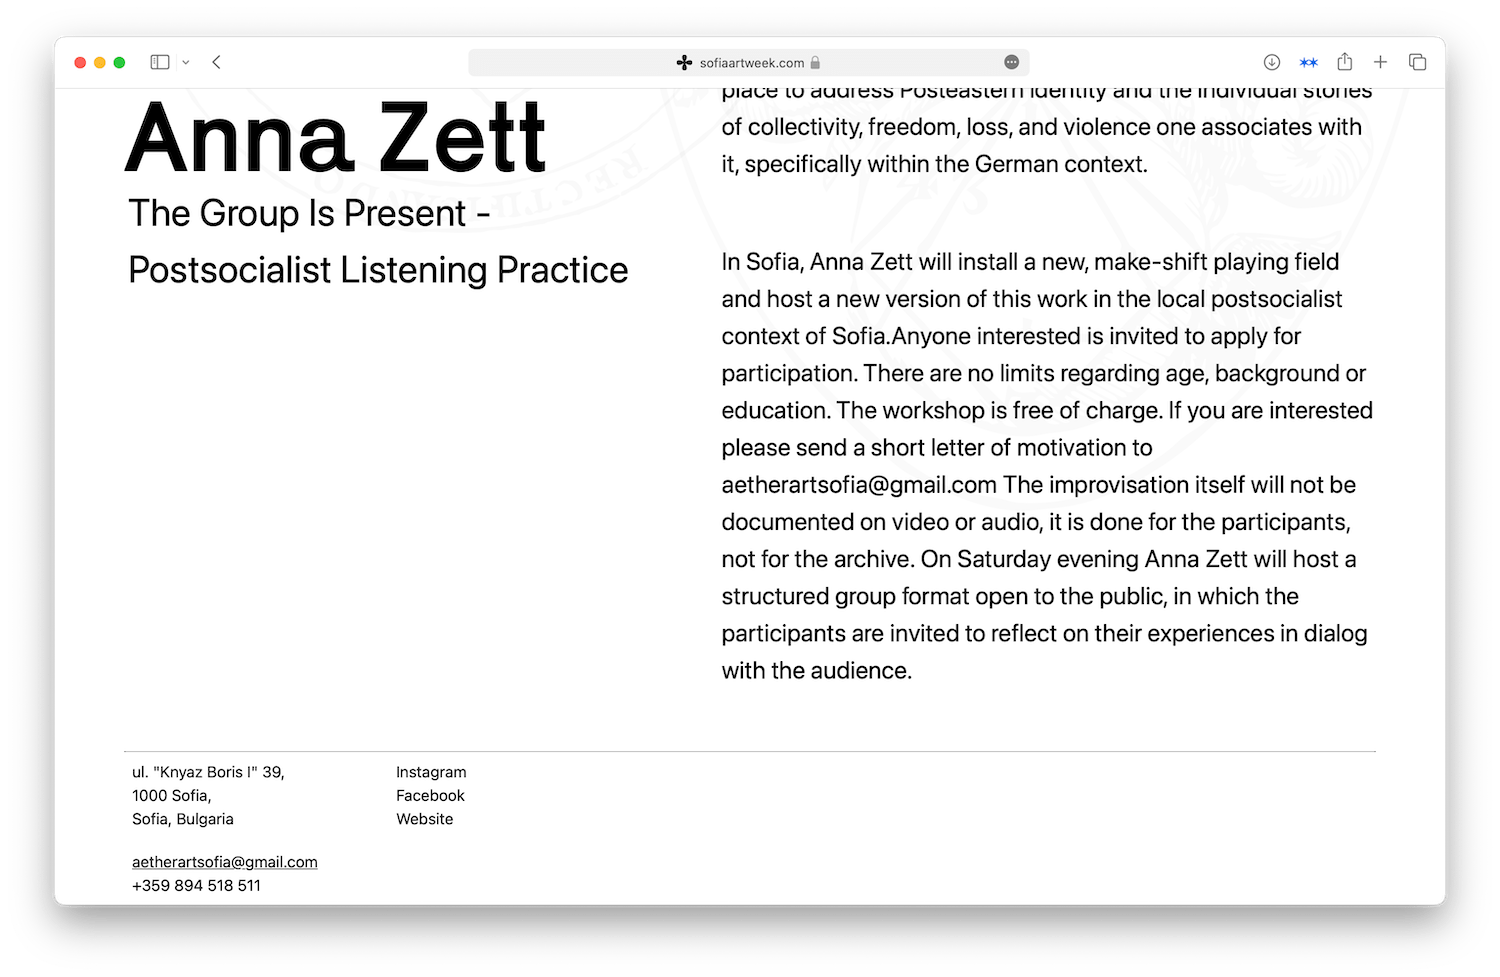 sofiaartweek.com
Anna Zett
The Group Is Present -
Postsocialist Listening Practice
place to address Posteastern identity and the individual stories
of collectivity, freedom, loss, and violence one associates with
it, specifically within the German context.
In Sofia, Anna Zett will install a new, make-shift playing field
and host a new version of this work in the local postsocialist
context of Sofia.Anyone interested is invited to apply for
participation. There are no limits regarding age, background or
education. The workshop is free of charge. If you are interested
please send a short letter of motivation to
aetherartsofia@gmail.com The improvisation itself will not be
documented on video or audio, it is done for the participants,
not for the archive. On Saturday evening Anna Zett will host a
structured group format open to the public, in which the
participants are invited to reflect on their experiences in dialog
with the audience.
ul. "Knyaz Boris I" 39,
1000 Sofia,
Sofia, Bulgaria
aetherartsofia@gmail.com
+359 894 518 511
Instagram
Facebook
Website